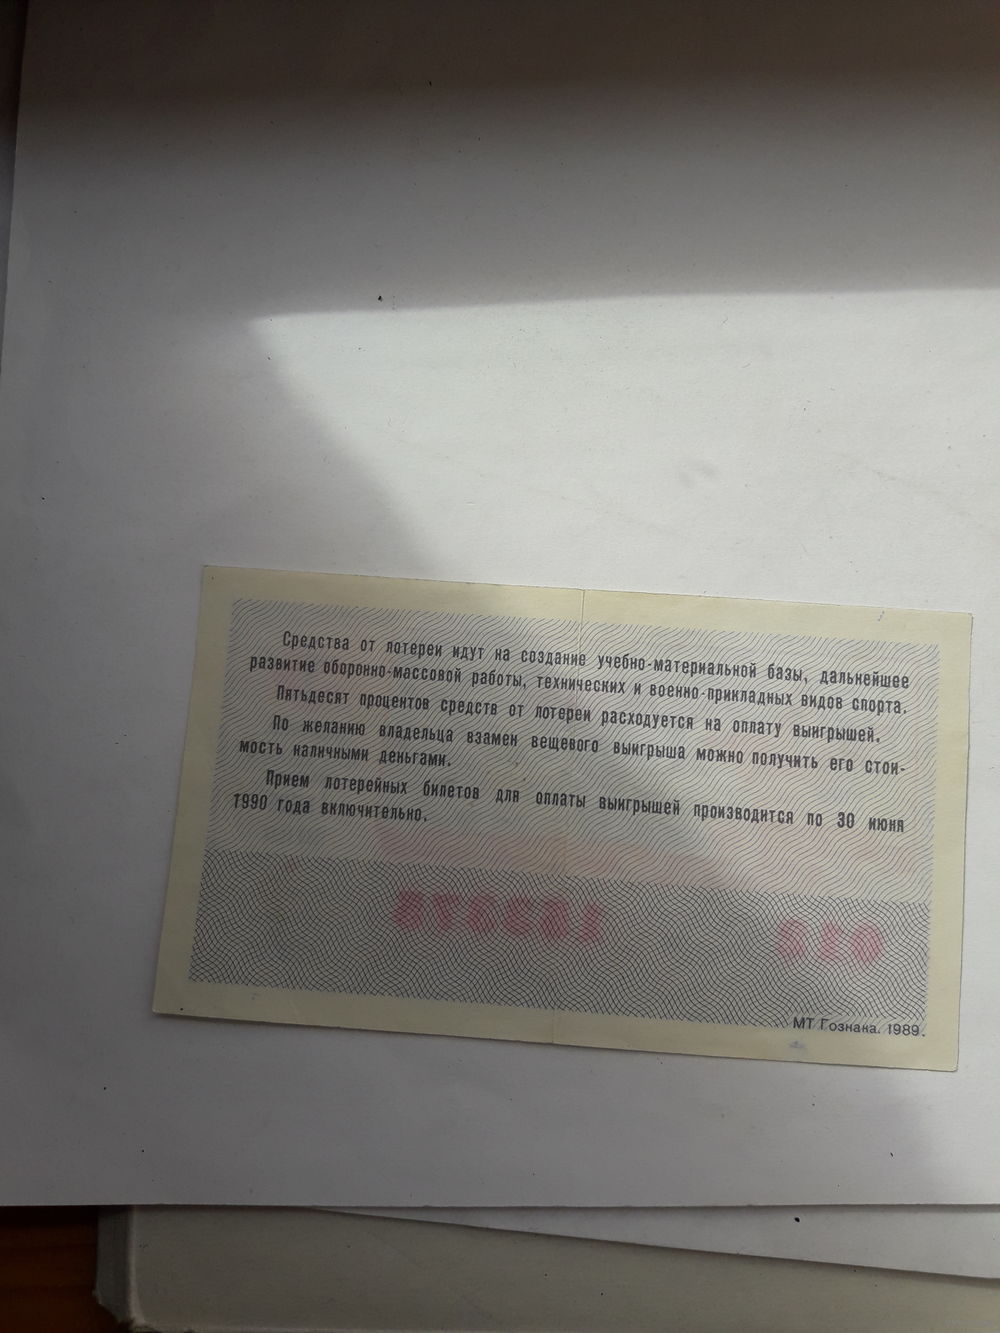 Средства от лотереи идут на создание учебно-материальной базы, дальнейшее
развитие оборонно-массовой работы, технических и военно-прикладных видов спорта.
Пятьдесят процентов средств от лотереи расходуется на оплату выигрышей.
По желанию владельца взамен вещевого выигрыша можно получить его стои-
мость наличными деньгами.
Прием лотерейных билетов для оплаты выигрышей производится по 30 июня
1990 года включительно.
МТ Гознака. 1989.